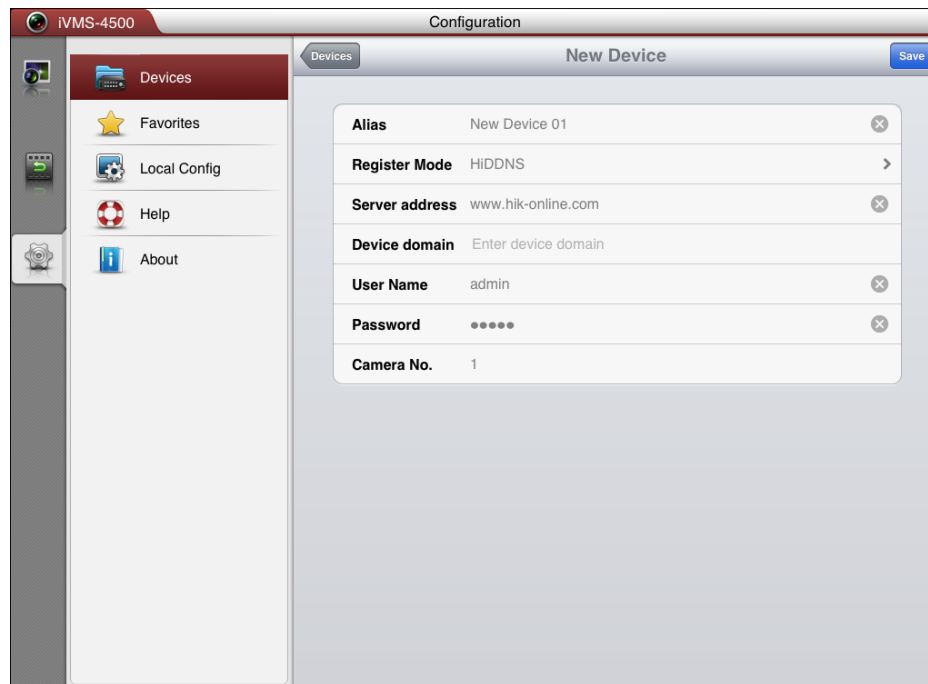 iVMS-4500
Configuration
Devices
Favorites
Local Config
Help
About
Devices
New Device
Save
Alias New Device 01
Register Mode HiDDNS
Server address www.hik-online.com
Device domain Enter device domain
User Name admin
Password •••••
Camera No. 1